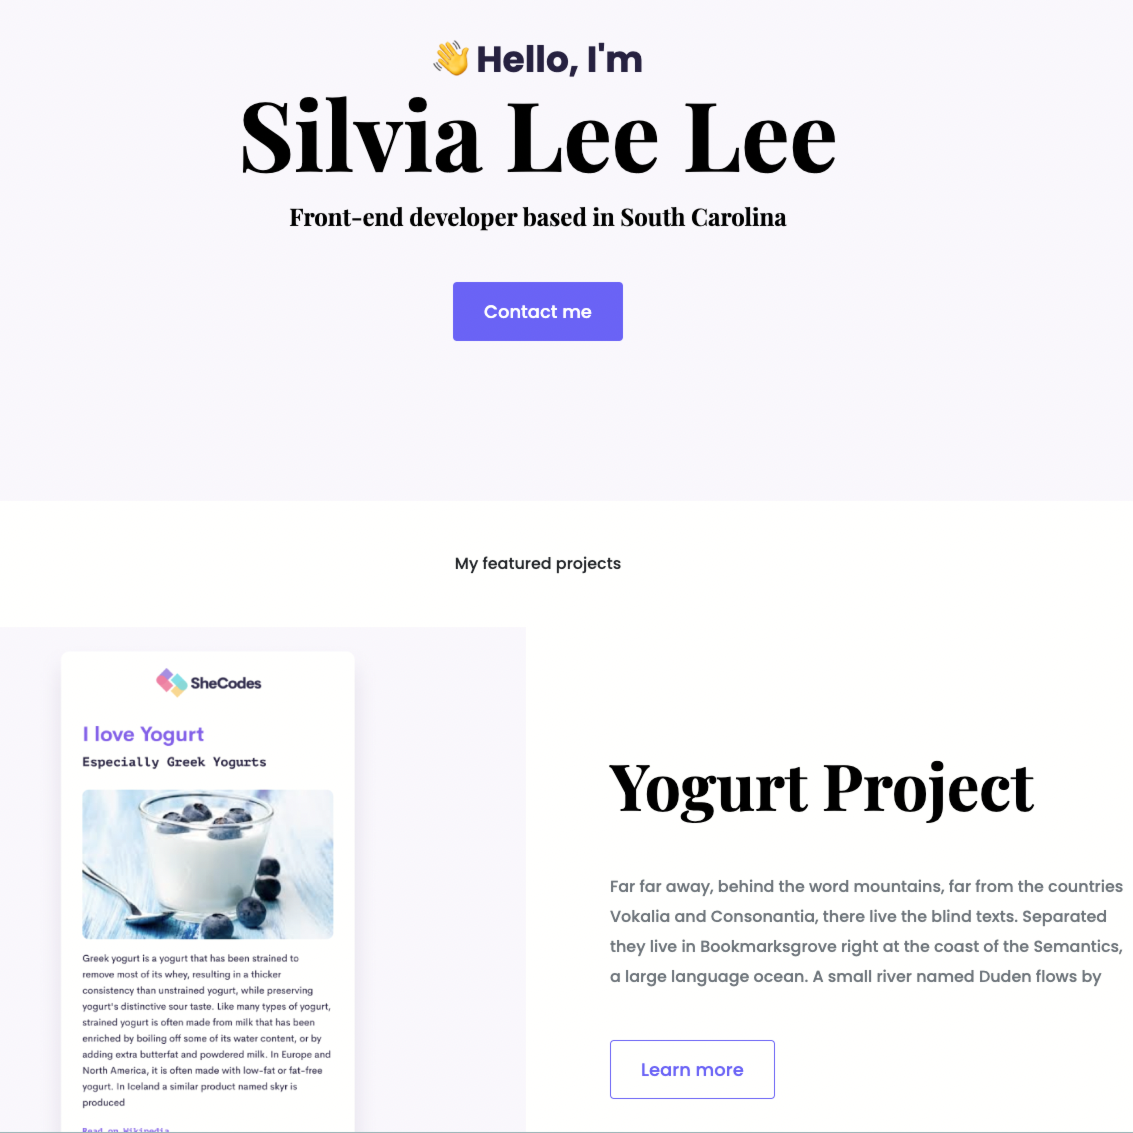 👋 Hello, I'm
Silvia Lee Lee
Front-end developer based in South Carolina
Contact me
My featured projects
SheCodes
I love Yogurt
Especially Greek Yogurts
Greek yogurt is a yogurt that has been strained to
remove most of its whey, resulting in a thicker
consistency than unstrained yogurt, while preserving
yogurt's distinctive sour taste. Like many types of yogurt,
strained yogurt is often made from milk that has been
enriched by boiling off some of its water content, or by
adding extra butterfat and powdered milk. In Europe and
North America, it is often made with low-fat or fat-free
yogurt. In Iceland a similar product named skyr is
produced
Read on Wikipedia
Yogurt Project
Far far away, behind the word mountains, far from the countries
Vokalia and Consonantia, there live the blind texts. Separated
they live in Bookmarksgrove right at the coast of the Semantics,
a large language ocean. A small river named Duden flows by
Learn more